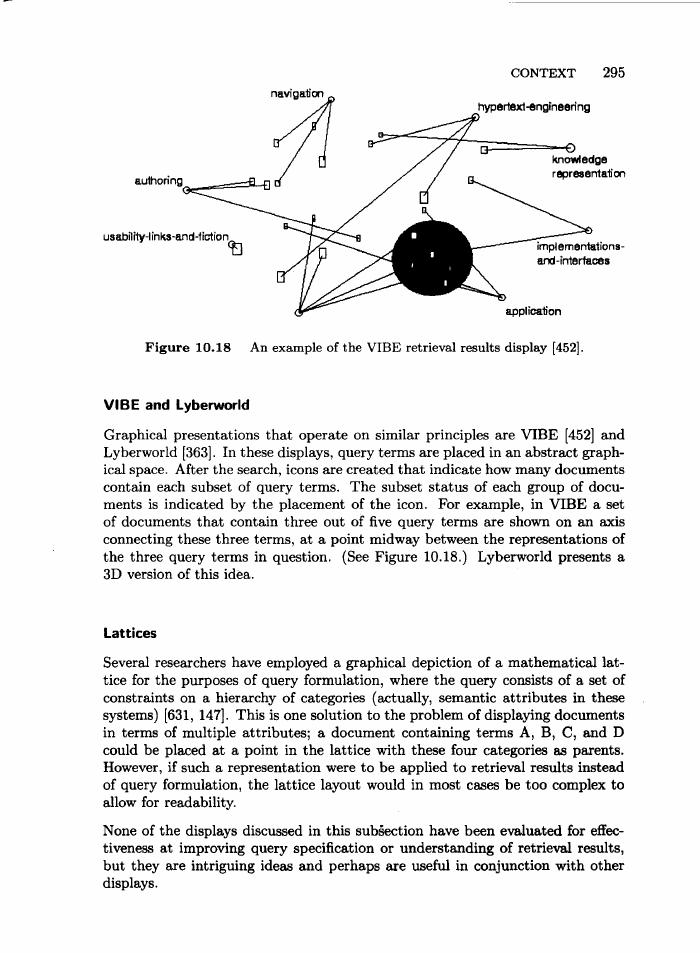 CONTEXT 295
navigation
hypertext-engineering
knowledge
representation
authoring
usability-links-and-fiction
implementations-
and-interfaces
application
Figure 10.18 An example of the VIBE retrieval results display [452].
VIBE and Lyberworld
Graphical presentations that operate on similar principles are VIBE [452] and
Lyberworld [363]. In these displays, query terms are placed in an abstract graph-
ical space. After the search, icons are created that indicate how many documents
contain each subset of query terms. The subset status of each group of docu-
ments is indicated by the placement of the icon. For example, in VIBE a set
of documents that contain three out of five query terms are shown on an axis
connecting these three terms, at a point midway between the representations of
the three query terms in question. (See Figure 10.18.) Lyberworld presents a
3D version of this idea.
Lattices
Several researchers have employed a graphical depiction of a mathematical lat-
tice for the purposes of query formulation, where the query consists of a set of
constraints on a hierarchy of categories (actually, semantic attributes in these
systems) [631, 147]. This is one solution to the problem of displaying documents
in terms of multiple attributes; a document containing terms A, B, C, and D
could be placed at a point in the lattice with these four categories as parents.
However, if such a representation were to be applied to retrieval results instead
of query formulation, the lattice layout would in most cases be too complex to
allow for readability.
None of the displays discussed in this subsection have been evaluated for effec-
tiveness at improving query specification or understanding of retrieval results,
but they are intriguing ideas and perhaps are useful in conjunction with other
displays.